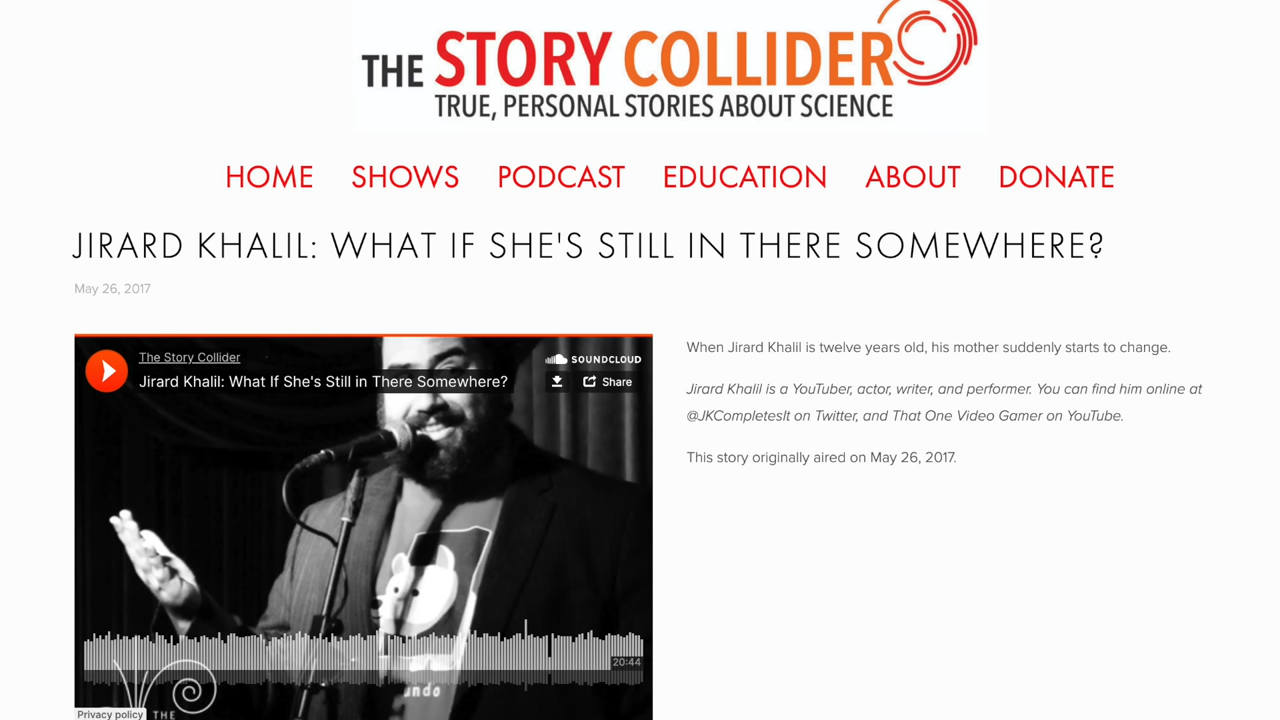 THE STORY COLLIDER
TRUE, PERSONAL STORIES ABOUT SCIENCE
HOME SHOWS PODCAST EDUCATION ABOUT DONATE
JIRARD KHALIL: WHAT IF SHE'S STILL IN THERE SOMEWHERE?
May 26, 2017
The Story Collider
SOUNDCLOUD
Jirard Khalil: What If She's Still in There Somewhere?
Share
20:44
undo
Privacy policy
THE
When Jirard Khalil is twelve years old, his mother suddenly starts to change.
Jirard Khalil is a YouTuber, actor, writer, and performer. You can find him online at
@JKCompletesIt on Twitter, and That One Video Gamer on YouTube.
This story originally aired on May 26, 2017.